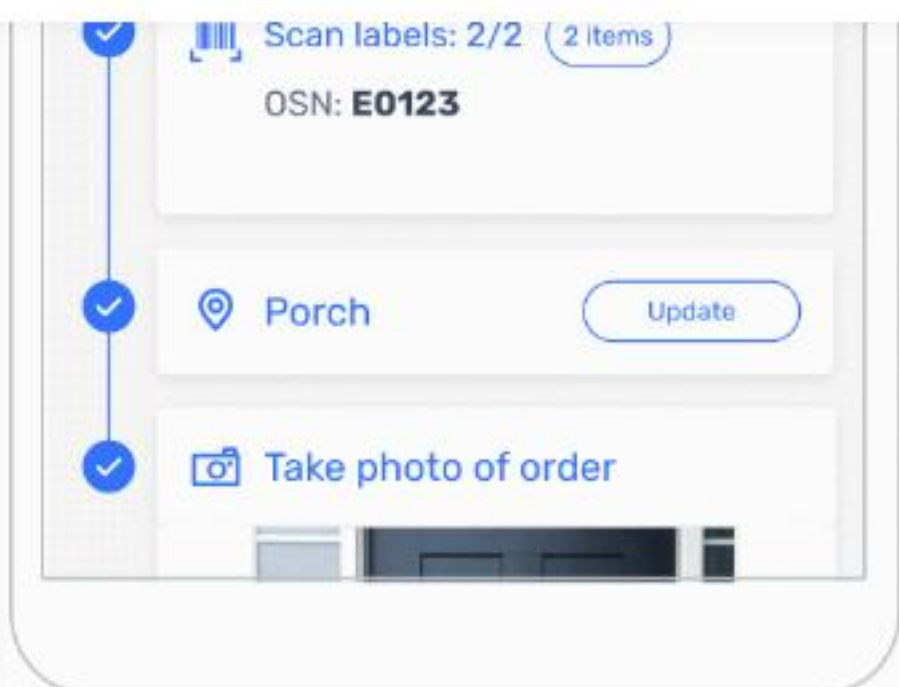 Scan labels: 2/2 2 items
OSN: E0123
Porch Update
Take photo of order